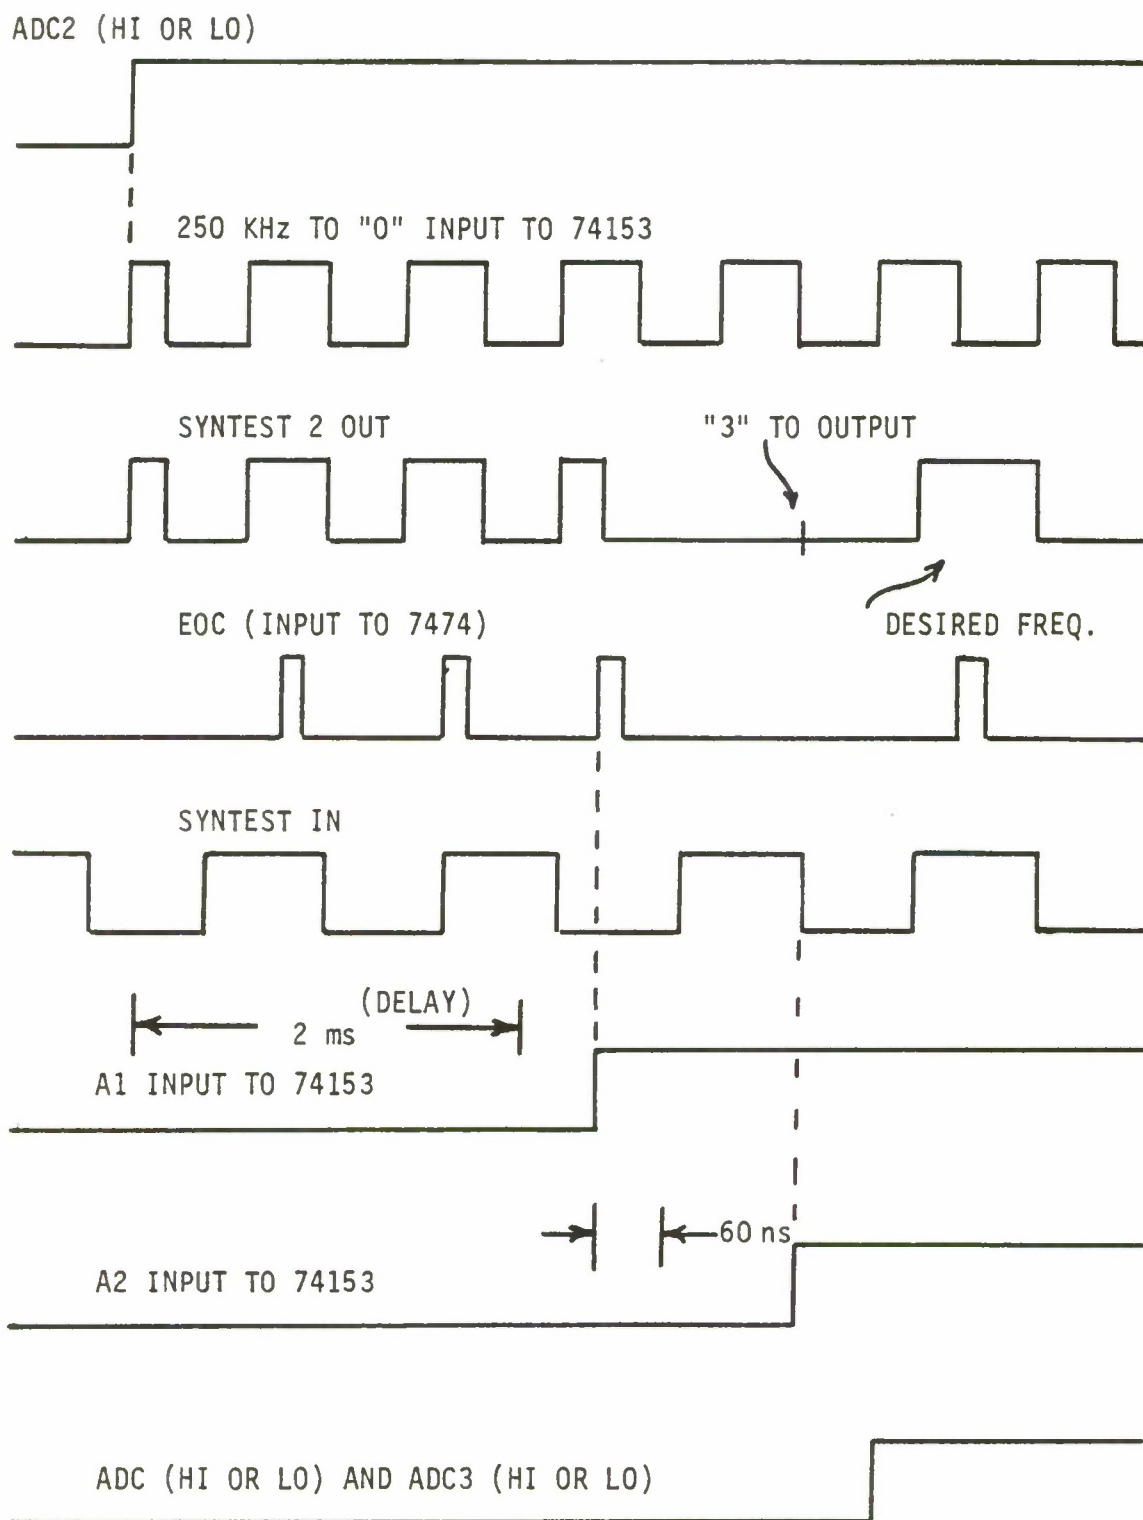 ADC2 (HI OR LO)
250 KHz TO "0" INPUT TO 74153
SYNTEST 2 OUT
"3" TO OUTPUT
EOC (INPUT TO 7474)
DESIRED FREQ.
SYNTEST IN
(DELAY)
2 ms
A1 INPUT TO 74153
60 ns
A2 INPUT TO 74153
ADC (HI OR LO) AND ADC3 (HI OR LO)